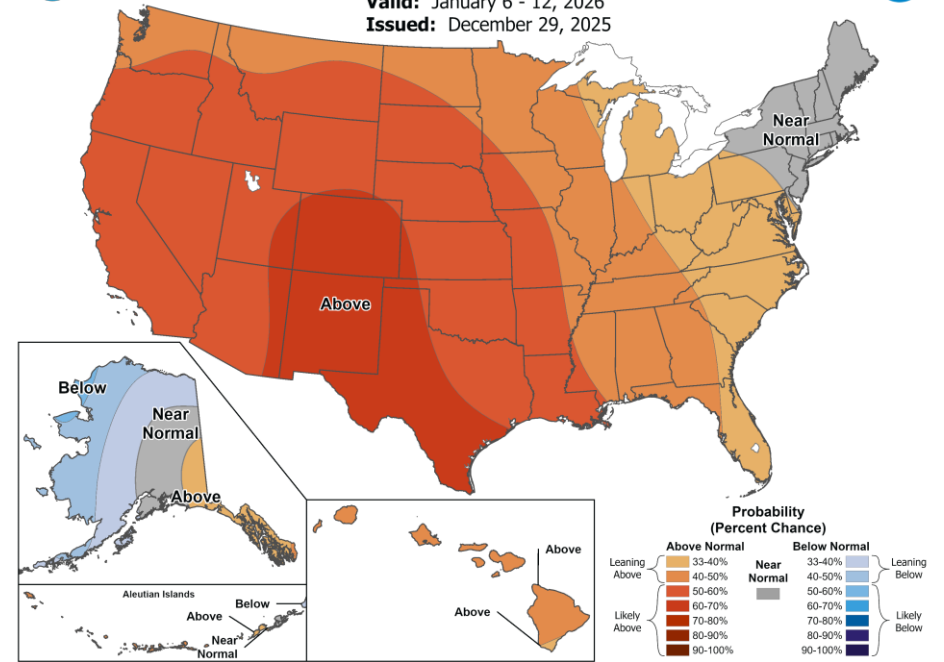 Valid: January 6 - 12, 2026
Issued: December 29, 2025
Near
Normal
Above
Below
Near
Normal
Above
Aleutian Islands
Below
Above
Near
Normal
Above
Above
Probability
(Percent Chance)
Above Normal
Below Normal
Leaning
Above
33-40%
40-50%
50-60%
60-70%
70-80%
80-90%
90-100%
Likely
Above
Near
Normal
33-40%
40-50%
50-60%
60-70%
70-80%
80-90%
90-100%
Leaning
Below
Likely
Below